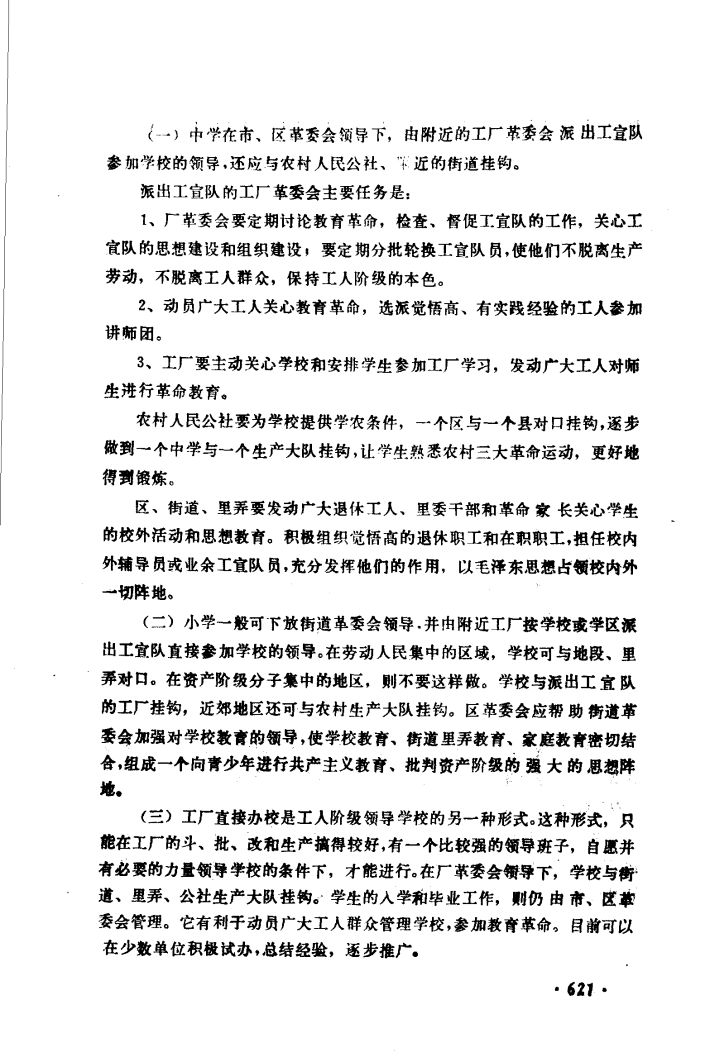 (一)中学在市、区革委会领导下，由附近的工厂革委会派出工宣队
参加学校的领导,还应与农村人民公社、 近的街道挂钩。
派出工宣队的工厂革委会主要任务是:
1、厂革委会要定期讨论教育革命，检查、督促工宣队的工作，关心工
宣队的思想建设和组织建设；要定期分批轮换工宣队员,使他们不脱离生产
劳动，不脱离工人群众，保持工人阶级的本色。
2、动员广大工人关心教育革命，选派觉悟高、有实践经验的工人参加
讲师团。
3、工厂要主动关心学校和安排学生参加工厂学习，发动广大工人对师
生进行革命教育。
农村人民公社要为学校提供学农条件，一个区与一个县对口挂钩,逐步
做到一个中学与一个生产大队挂钩,让学生熟悉农村三大革命运动，更好地
得到锻炼。
区、街道、里弄要发动广大退休工人、里委干部和革命家长关心学生
的校外活动和思想教育。积极组织觉悟高的退休职工和在职职工,担任校内
外辅导员或业余工宣队员,充分发挥他们的作用，以毛泽东思想占领校内外
一切阵地。
(二)小学一般可下放街道革委会领导.并由附近工厂按学校或学区派
出工宣队直接参加学校的领导。在劳动人民集中的区域，学校可与地段、里
弄对口。在资产阶级分子集中的地区，则不要这样做。学校与派出工宣队
的工厂挂钩，近郊地区还可与农村生产大队挂钩。区革委会应帮助街道革
委会加强对学校教育的领导,使学校教育、街道里弄教育、家庭教育密切结
合,组成一个向青少年进行共产主义教育、批判资产阶级的强大的思想阵
地。
(三)工厂直接办校是工人阶级领导学校的另一种形式。这种形式，只
能在工厂的斗、批、改和生产搞得较好,有一个比较强的领导班子，自愿并
有必要的力量领导学校的条件下，才能进行。在厂革委会领导下，学校与街
道、里弄、公社生产大队挂钩。学生的入学和毕业工作，则仍由市、区革
委会管理。它有利于动员广大工人群众管理学校,参加教育革命。目前可以
在少数单位积极试办,总结经验，逐步推广。
·621·